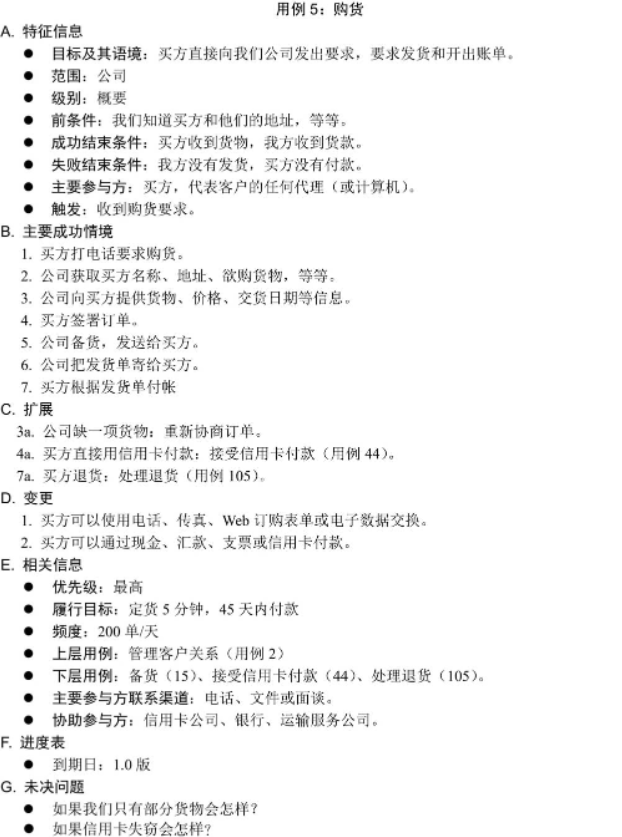 用例 5：购货
A. 特征信息
● 目标及其语境：买方直接向我们公司发出要求，要求发货和开出账单。
● 范围：公司
● 级别：概要
● 前条件：我们知道买方和他们的地址，等等。
● 成功结束条件：买方收到货物，我方收到货款。
● 失败结束条件：我方没有发货，买方没有付款。
● 主要参与方：买方，代表客户的任何代理（或计算机）。
● 触发：收到购货要求。
B. 主要成功情境
1. 买方打电话要求购货。
2. 公司获取买方名称、地址、欲购货物，等等。
3. 公司向买方提供货物、价格、交货日期等信息。
4. 买方签署订单。
5. 公司备货，发送给买方。
6. 公司把发货单寄给买方。
7. 买方根据发货单付帐
C. 扩展
3a. 公司缺一项货物：重新协商订单。
4a. 买方直接用信用卡付款：接受信用卡付款（用例 44）。
7a. 买方退货：处理退货（用例 105）。
D. 变更
1. 买方可以使用电话、传真、Web 订购表单或电子数据交换。
2. 买方可以通过现金、汇款、支票或信用卡付款。
E. 相关信息
● 优先级：最高
● 履行目标：定货 5 分钟，45 天内付款
● 频度：200 单/天
● 上层用例：管理客户关系（用例 2）
● 下层用例：备货（15）、接受信用卡付款（44）、处理退货（105）。
● 主要参与方联系渠道：电话、文件或面谈。
● 协助参与方：信用卡公司、银行、运输服务公司。
F. 进度表
● 到期日：1.0 版
G. 未决问题
● 如果我们只有部分货物会怎样？
● 如果信用卡失窃会怎样？